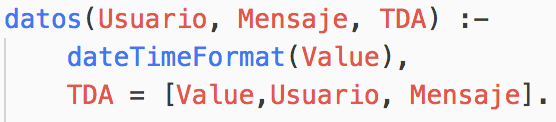 datos(Usuario, Mensaje, TDA) :-
dateTimeFormat(Value),
TDA = [Value,Usuario, Mensaje].